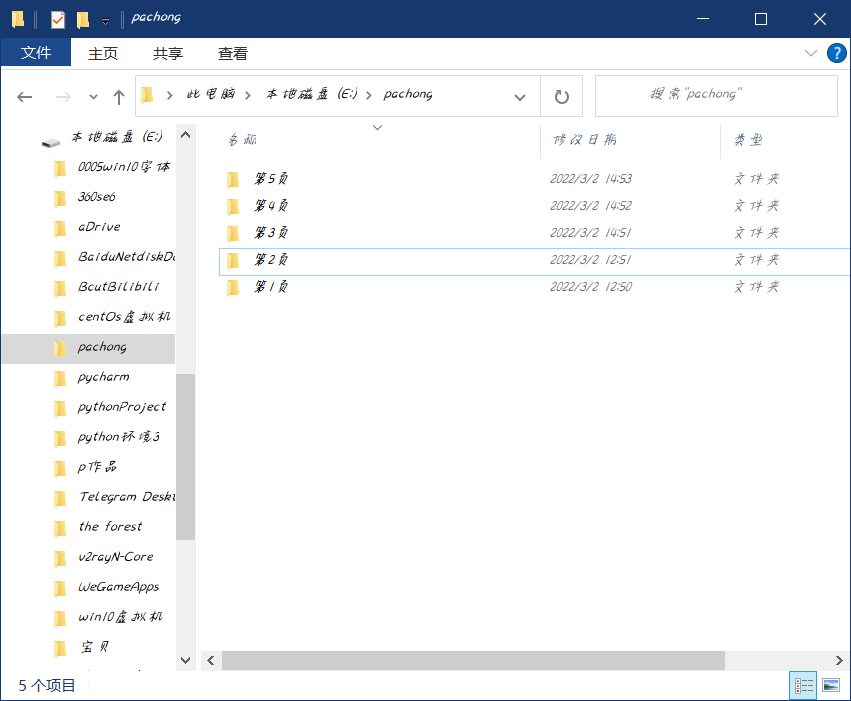 pachong
文件 主页 共享 查看
此电脑 本地磁盘 (E:) pachong 搜索"pachong"
本地磁盘 (E:)
0005win10字体
360se6
aDrive
BaiduNetdiskDo
BcutBilibili
centOs虚拟机
pachong
pycharm
pythonProject
python环境3
p作品
Telegram Deskt
the forest
v2rayN-Core
WeGameApps
win10虚拟机
宝贝
名称 修改日期 类型
第5页 2022/3/2 14:53 文件夹
第4页 2022/3/2 14:52 文件夹
第3页 2022/3/2 14:51 文件夹
第2页 2022/3/2 12:51 文件夹
第1页 2022/3/2 12:50 文件夹
5 个项目